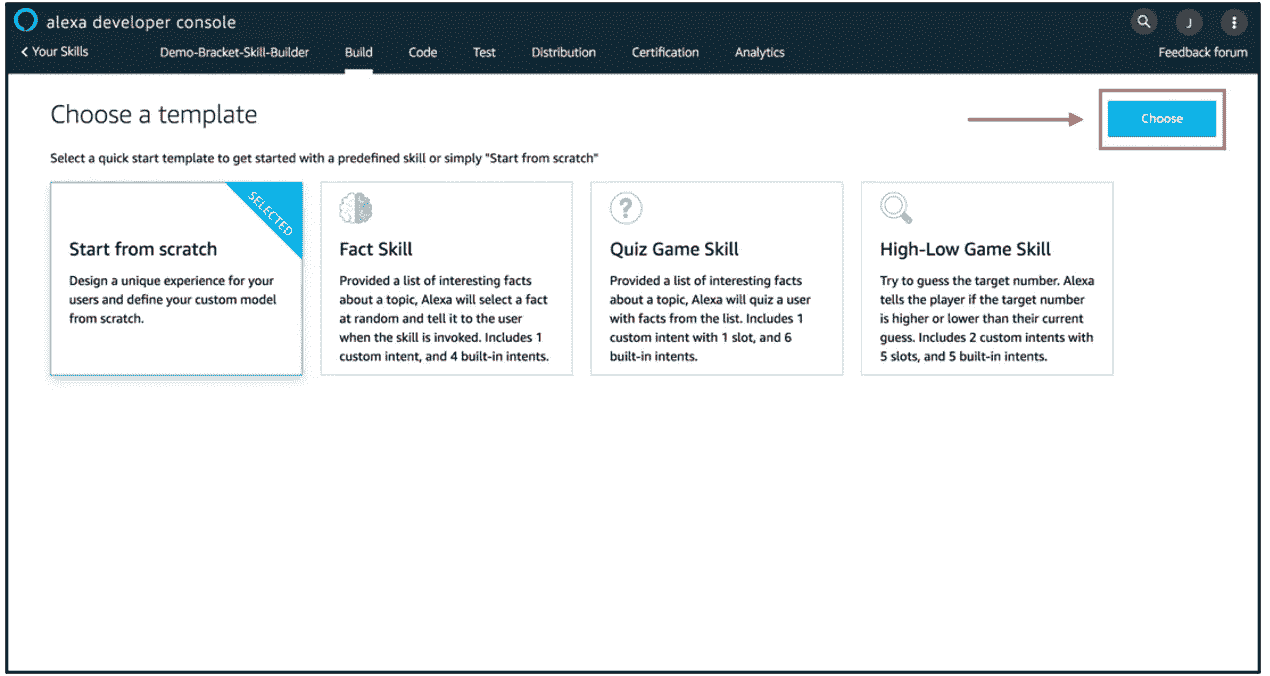 alexa developer console
J
< Your Skills Demo-Bracket-Skill-Builder Build Code Test Distribution Certification Analytics Feedback forum
Choose a template
Choose
Select a quick start template to get started with a predefined skill or simply "Start from scratch"
SELECTED
Start from scratch
Design a unique experience for your
users and define your custom model
from scratch.
Fact Skill
Provided a list of interesting facts
about a topic, Alexa will select a fact
at random and tell it to the user
when the skill is invoked. Includes 1
custom intent, and 4 built-in intents.
?
Quiz Game Skill
Provided a list of interesting facts
about a topic, Alexa will quiz a user
with facts from the list. Includes 1
custom intent with 1 slot, and 6
built-in intents.
High-Low Game Skill
Try to guess the target number. Alexa
tells the player if the target number
is higher or lower than their current
guess. Includes 2 custom intents with
5 slots, and 5 built-in intents.